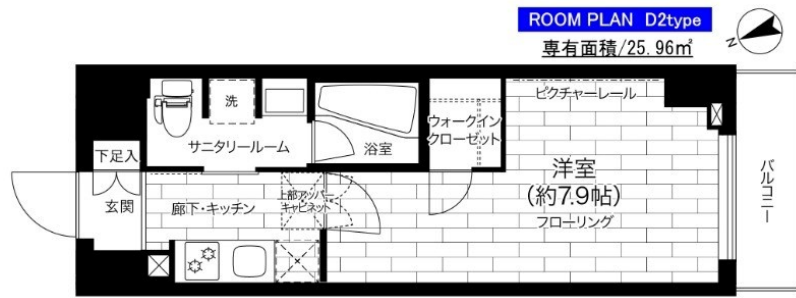 ROOM PLAN D2type
専有面積/25.96㎡
N
洗
サニタリールーム
浴室
ウォークイン
クローゼット
ピクチャーレール
下足入
玄関
廊下・キッチン
上部アッパー
キャビネット
洋室
(約7.9帖)
フローリング
バルコニー